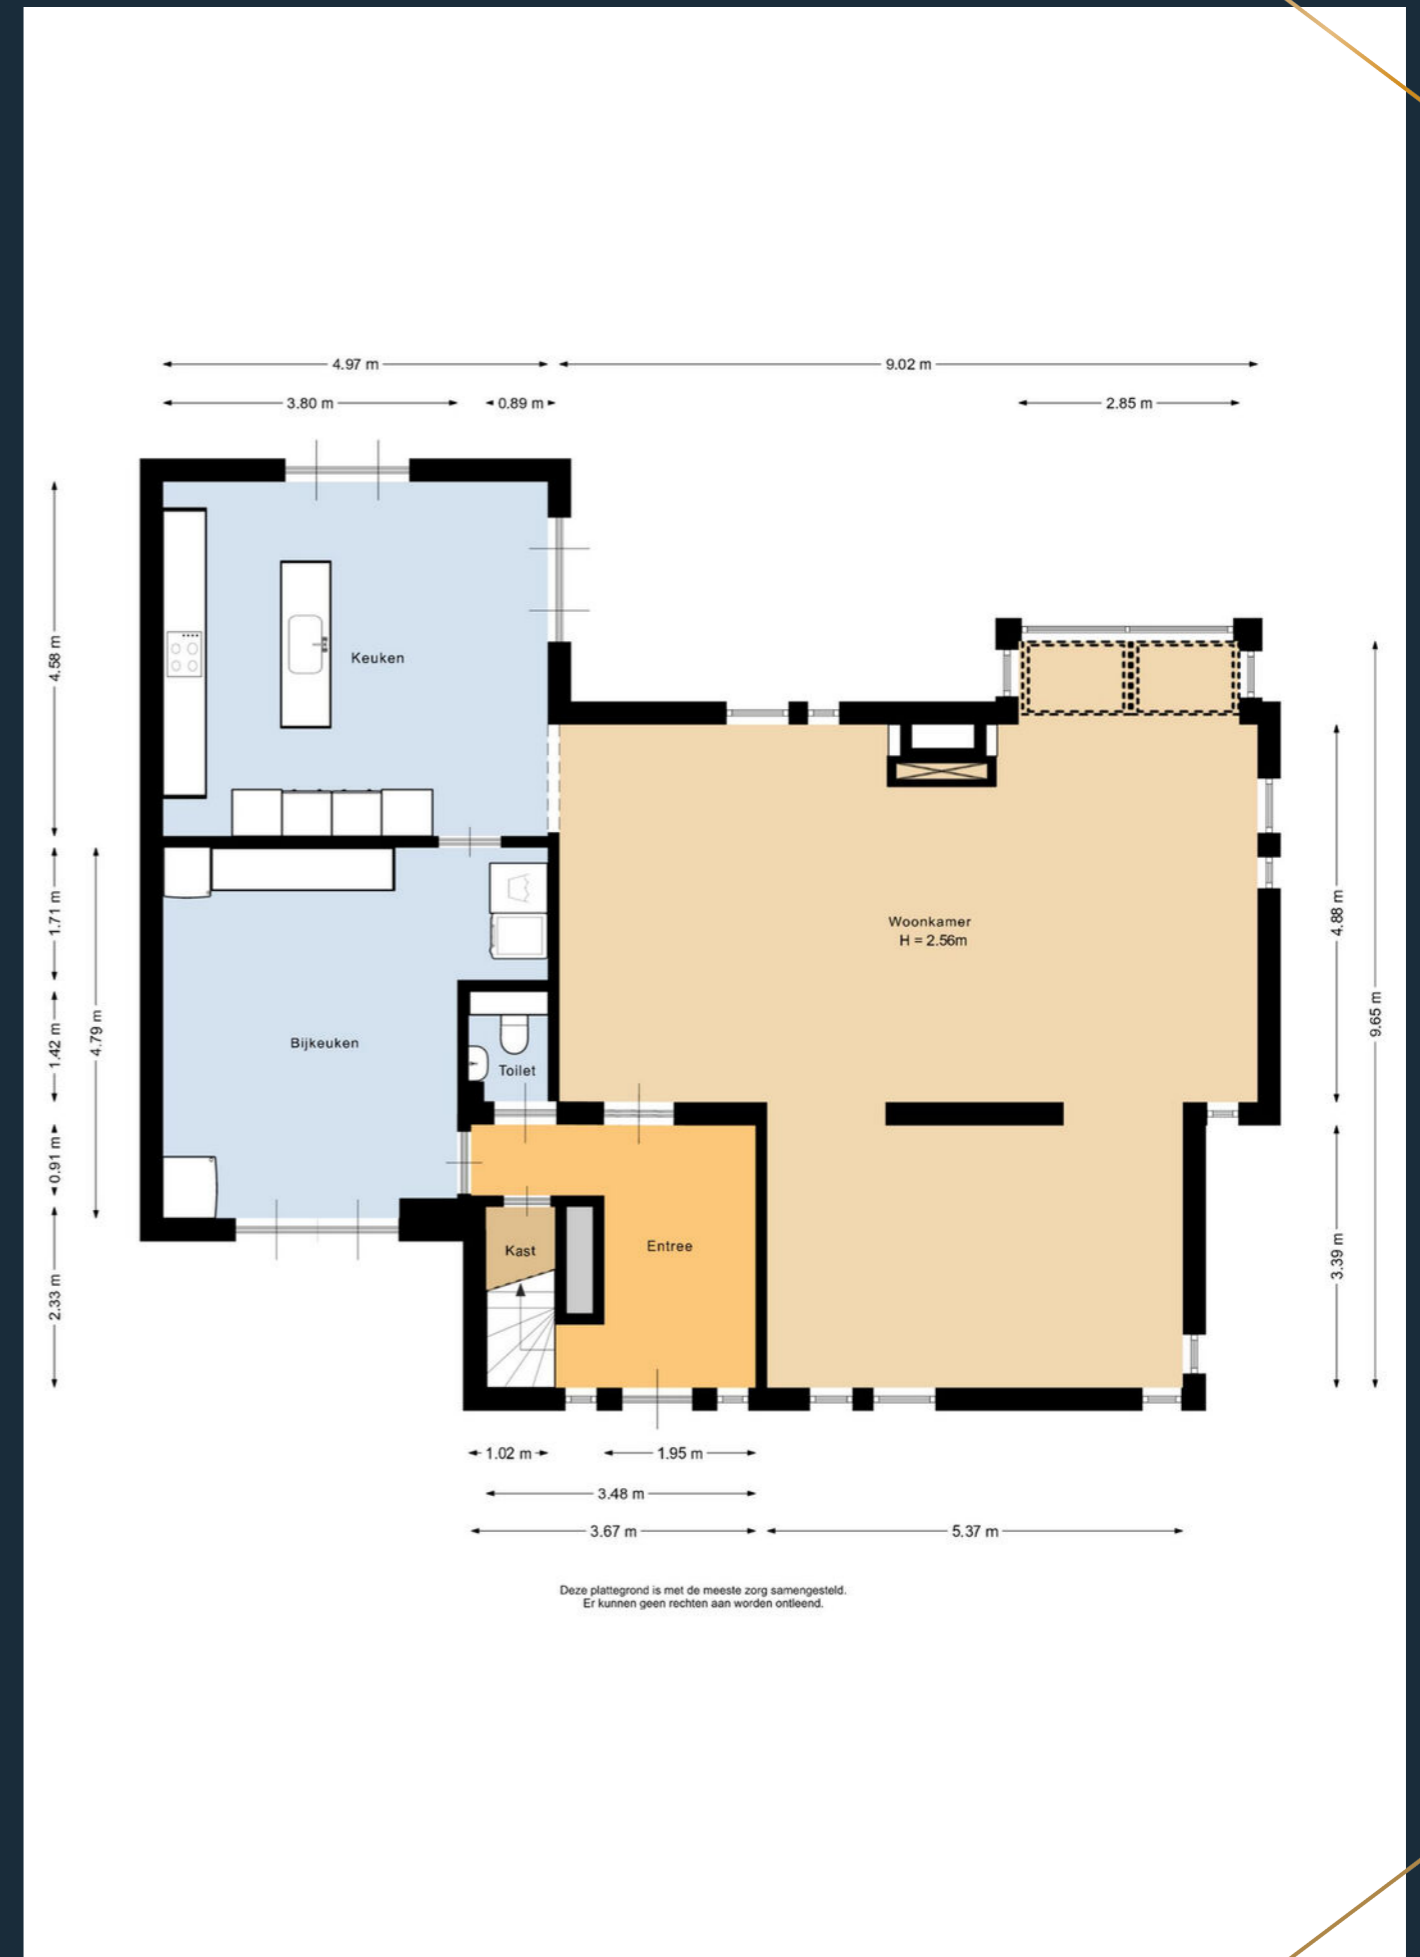 4.97 m
9.02 m
3.80 m
0.89 m
2.85 m
4.58 m
Keuken
1.71 m
4.79 m
1.42 m
0.91 m
2.33 m
Woonkamer
H = 2.56m
4.88 m
9.65 m
3.39 m
Bijkeuken
Toilet
Kast
Entree
1.02 m
1.95 m
3.48 m
3.67 m
5.37 m
Deze plattegrond is met de meeste zorg samengesteld.
Er kunnen geen rechten aan worden ontleend.